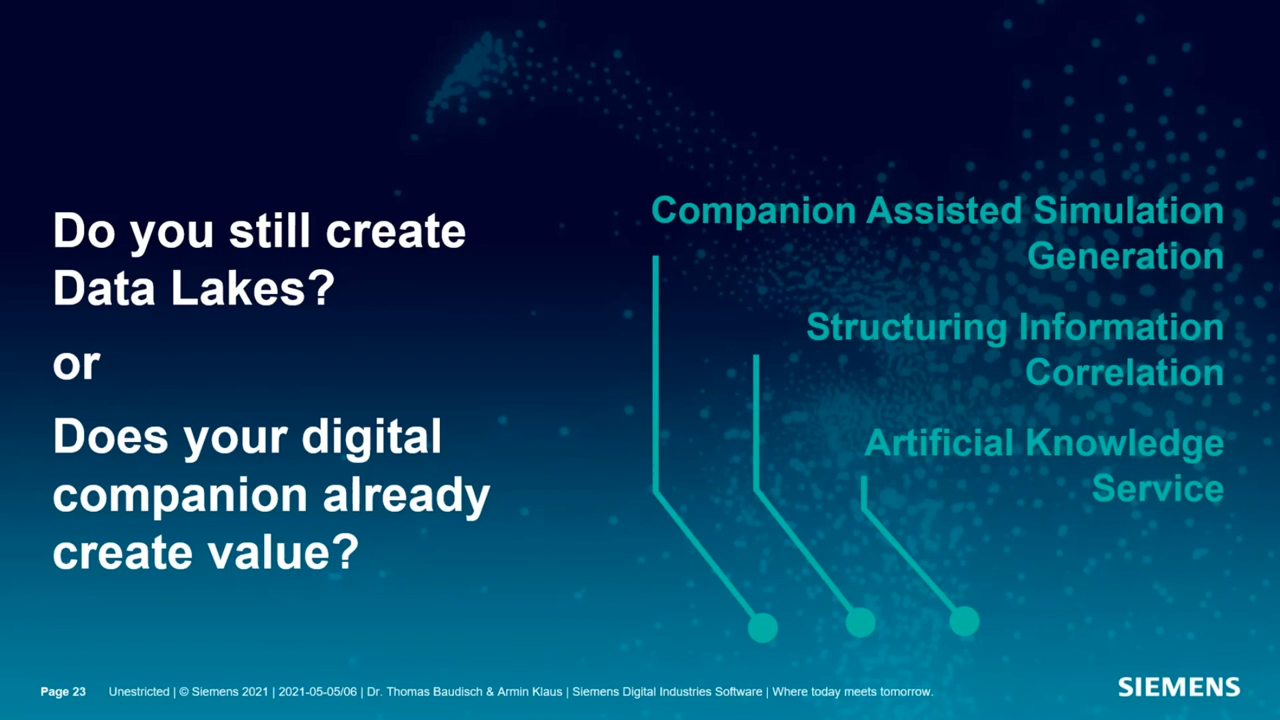 Do you still create
Data Lakes?
or
Does your digital
companion already
create value?
Companion Assisted Simulation
Generation
Structuring Information
Correlation
Artificial Knowledge
Service
Page 23 Unestricted | © Siemens 2021 | 2021-05-05/06 | Dr. Thomas Baudisch & Armin Klaus | Siemens Digital Industries Software | Where today meets tomorrow.
SIEMENS